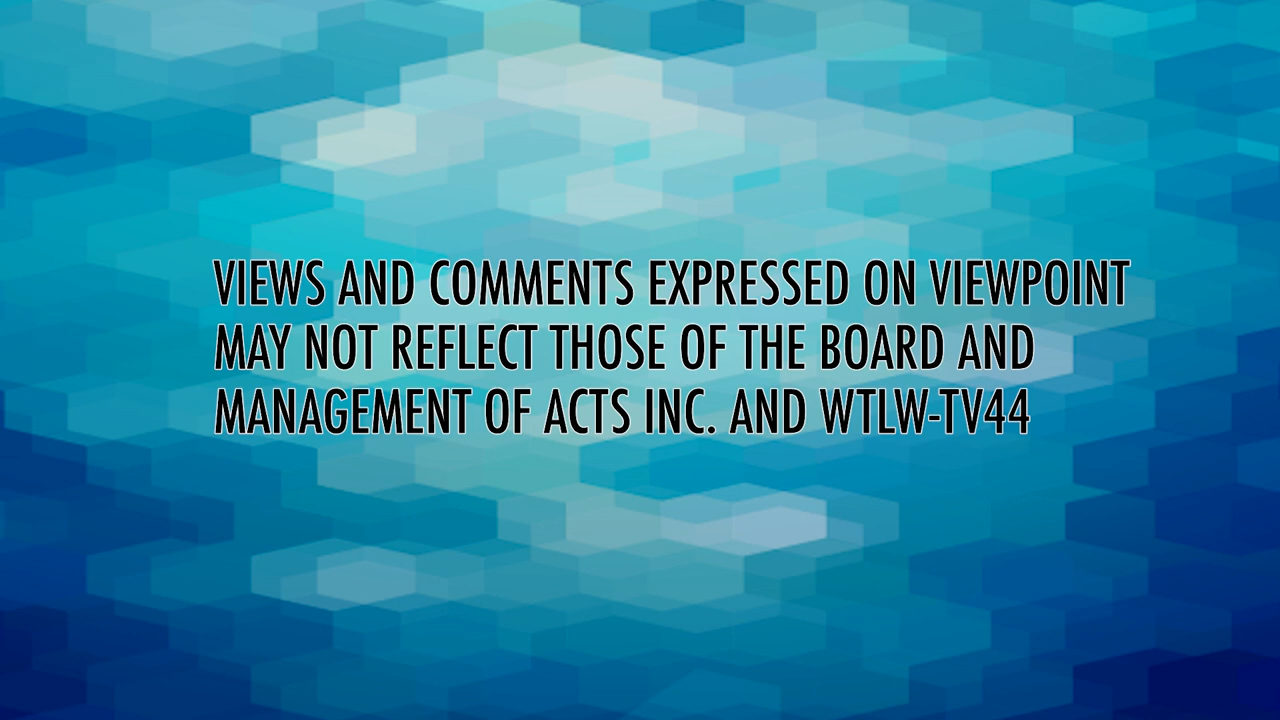 VIEWS AND COMMENTS EXPRESSED ON VIEWPOINT
MAY NOT REFLECT THOSE OF THE BOARD AND
MANAGEMENT OF ACTS INC. AND WTLW-TV44